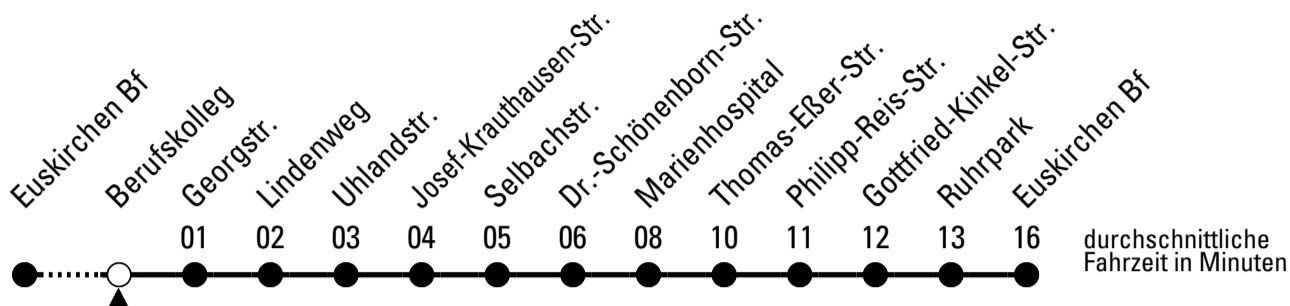 Euskirchen Bf
Berufskolleg
Georgstr.
Lindenweg
Uhlandstr.
Josef-Krauthausen-Str.
Selbachstr.
Dr.-Schönenborn-Str.
Marienhospital
Thomas-Eßer-Str.
Philipp-Reis-Str.
Gottfried-Kinkel-Str.
Ruhrpark
Euskirchen Bf
01 02 03 04 05 06 08 10 11 12 13 16
durchschnittliche
Fahrzeit in Minuten